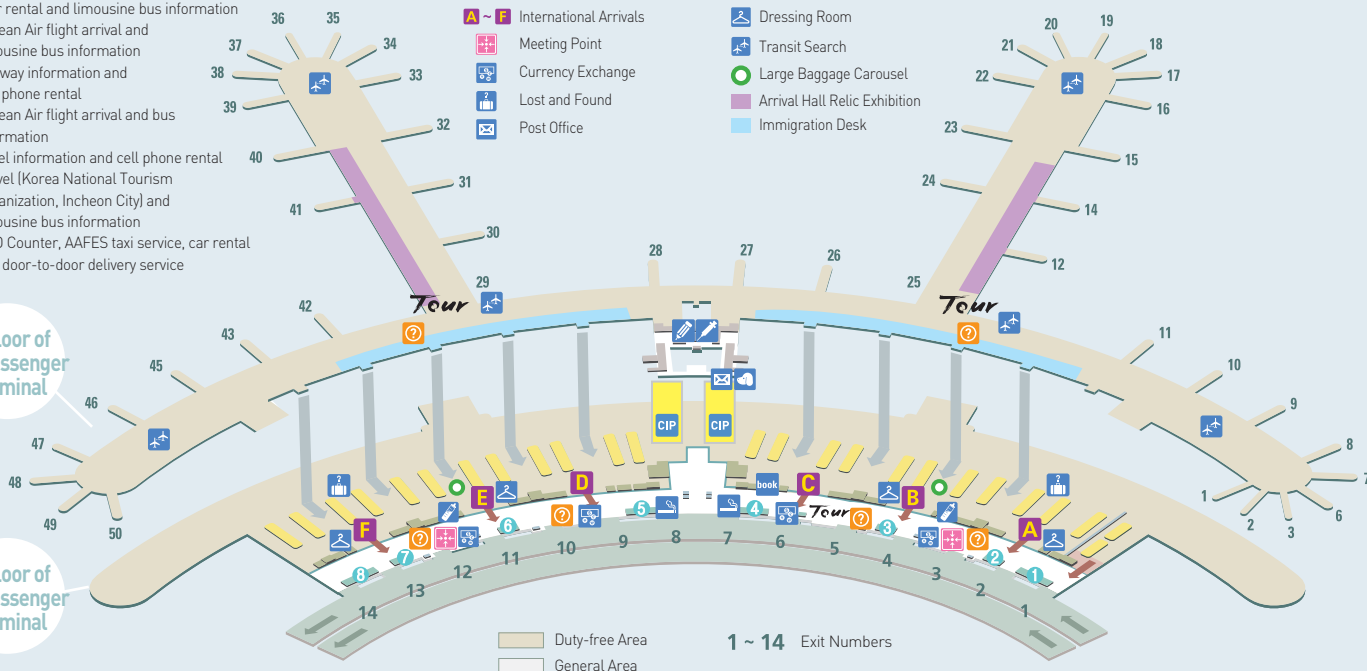 r rental and limousine bus information
ean Air flight arrival and
ousine bus information
way information and
phone rental
ean Air flight arrival and bus
rmation
el information and cell phone rental
vel (Korea National Tourism
anization, Incheon City) and
ousine bus information
O Counter, AAFES taxi service, car rental
door-to-door delivery service
A ~ F International Arrivals
Meeting Point
Currency Exchange
Lost and Found
Post Office
Dressing Room
Transit Search
Large Baggage Carousel
Arrival Hall Relic Exhibition
Immigration Desk
36
35
34
37
38
33
39
32
40
31
41
30
29
20
19
21
18
22
17
16
23
15
24
14
12
25
28
27
26
Tour
Tour
?
?
42
43
45
46
47
48
49
50
11
10
9
8
7
6
3
2
1
loor of
ssenger
minal
loor of
ssenger
minal
CIP
CIP
book
Tour
F
E
D
C
B
A
?
?
?
?
8
7
6
5
4
3
2
1
14
13
12
11
10
9
8
7
6
5
4
3
2
1
Duty-free Area
General Area
1 ~ 14 Exit Numbers